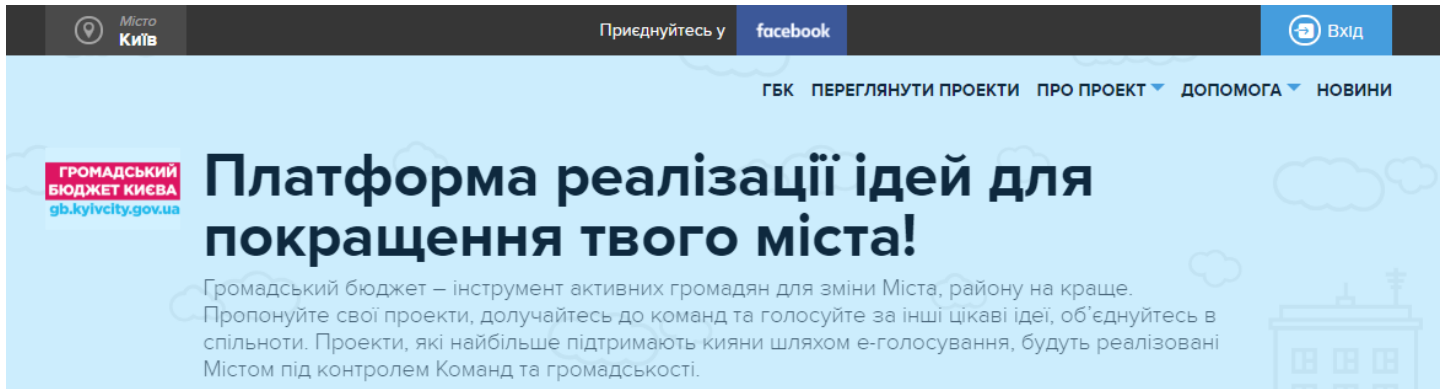 Місто
Київ
Приєднуйтесь у
facebook
Вхід
ГБК ПЕРЕГЛЯНУТИ ПРОЕКТИ ПРО ПРОЕКТ ДОПОМОГА НОВИНИ
ГРОМАДСЬКИЙ
БЮДЖЕТ КИЄВА
gb.kyivcity.gov.ua
Платформа реалізації ідей для
покращення твого міста!
Громадський бюджет – інструмент активних громадян для зміни Міста, району на краще.
Пропонуйте свої проекти, долучайтесь до команд та голосуйте за інші цікаві ідеї, об’єднуйтесь в
спільноти. Проекти, які найбільше підтримають кияни шляхом е-голосування, будуть реалізовані
Містом під контролем Команд та громадськості.